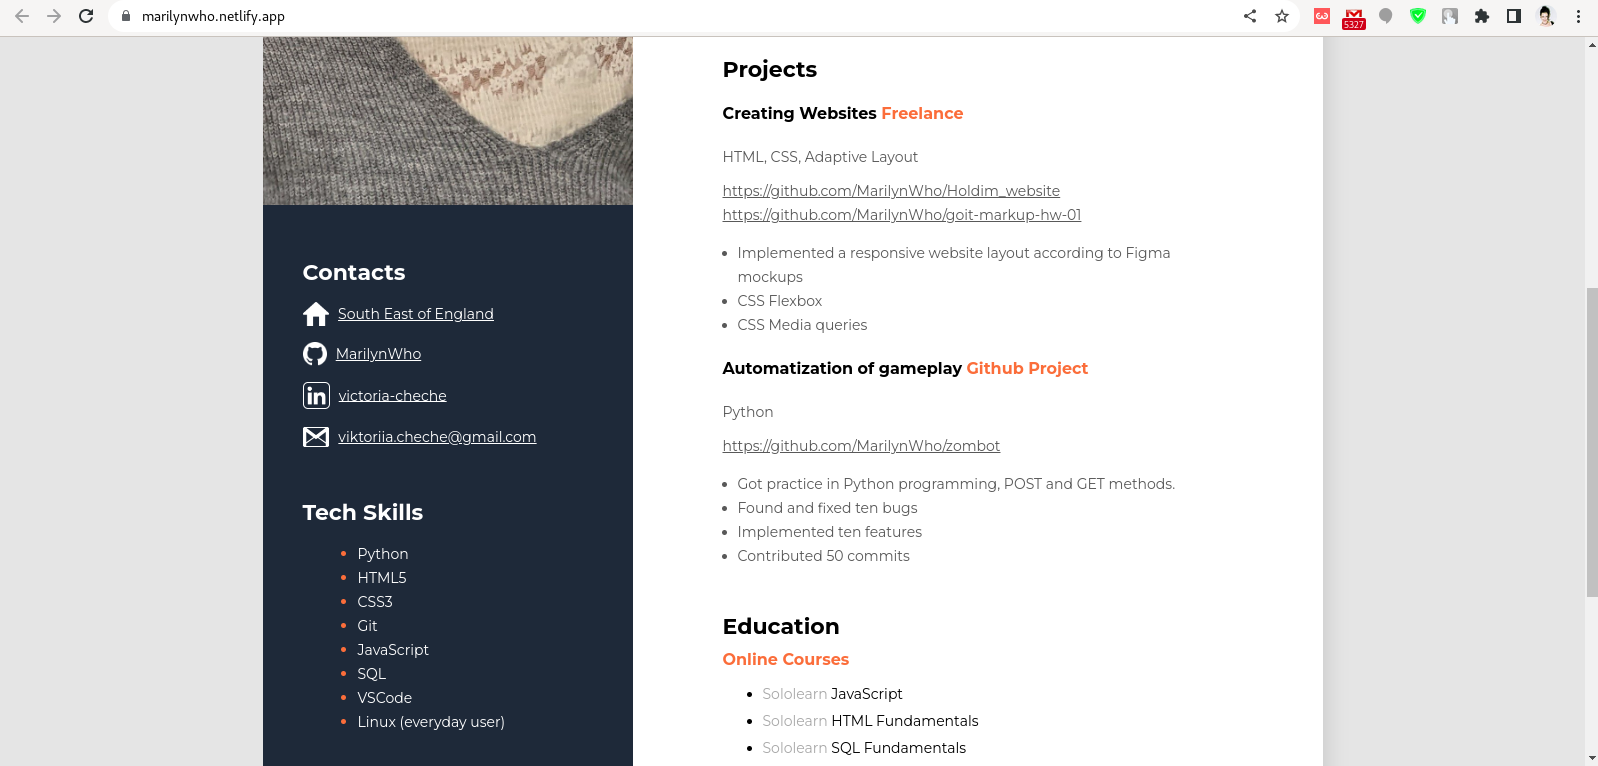 marilynwho.netlify.app
5327
Contacts
South East of England
MarilynWho
in
victoria-cheche
viktoriia.cheche@gmail.com
Tech Skills
Python
HTML5
CSS3
Git
JavaScript
SQL
VSCode
Linux (everyday user)
Projects
Creating Websites Freelance
HTML, CSS, Adaptive Layout
https://github.com/MarilynWho/Holdim_website
https://github.com/MarilynWho/goit-markup-hw-01
Implemented a responsive website layout according to Figma
mockups
CSS Flexbox
CSS Media queries
Automatization of gameplay Github Project
Python
https://github.com/MarilynWho/zombot
Got practice in Python programming, POST and GET methods.
Found and fixed ten bugs
Implemented ten features
Contributed 50 commits
Education
Online Courses
Sololearn JavaScript
Sololearn HTML Fundamentals
Sololearn SQL Fundamentals